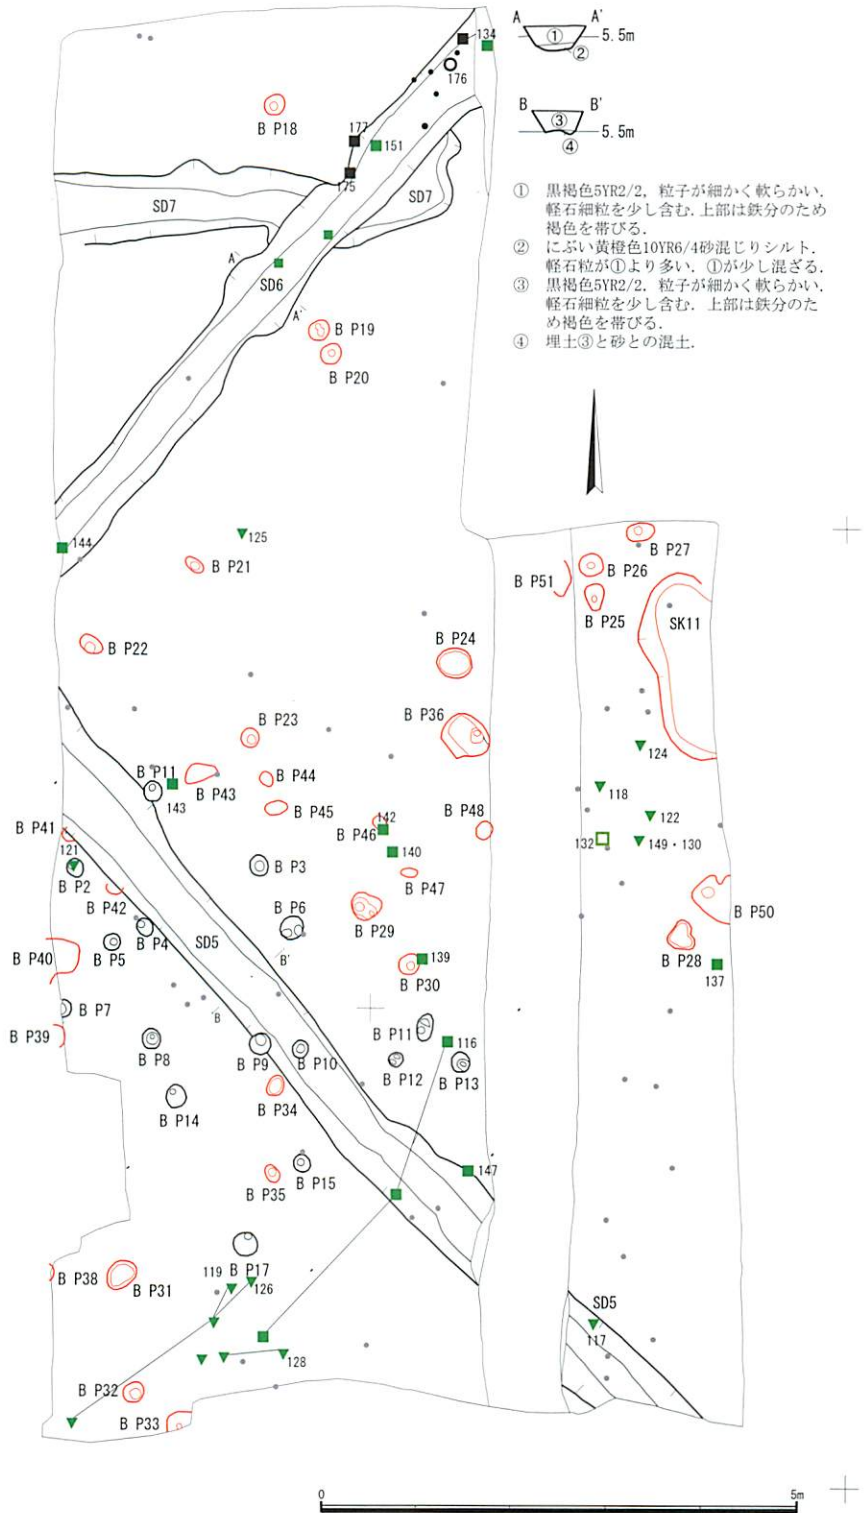 A A'
① 5.5m
②
B B'
③ 5.5m
④
① 黒褐色5YR2/2. 粒子が細かく軟らかい.
軽石細粒を少し含む. 上部は鉄分のため
褐色を帯びる.
② にぶい黄橙色10YR6/4砂混じりシルト.
軽石粒が①より多い. ①が少し混ざる.
③ 黒褐色5YR2/2. 粒子が細かく軟らかい.
軽石細粒を少し含む. 上部は鉄分のた
め褐色を帯びる.
④ 埋土③と砂との混土.
134
176
B P18
177
151
175
SD7
SD7
A
SD6
A'
B P19
B P20
125
144
B P21
B P27
B P26
B P51
B P25
SK11
B P22
B P24
B P23
B P36
124
B P11
143
B P43
B P44
B P45
118
122
B P41
142
B P46
B P48
140
132
149・130
121
B P2
B P3
B P47
B P42
B P50
B P4
B P6
B P29
SD5
B P5
B P40
B'
139
B P28
B P30
137
B P7
B
B P39
B P11
116
B P8
B P9
B P10
B P12
B P13
B P14
B P34
147
B P35
B P15
B P17
B P38
B P31
119
126
SD5
117
128
B P32
B P33
0 5m